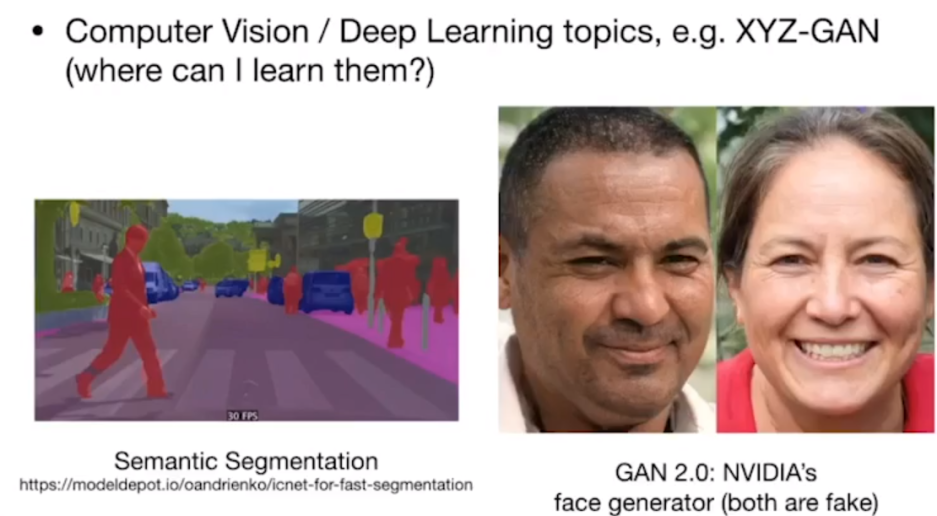 • Computer Vision / Deep Learning topics, e.g. XYZ-GAN
(where can I learn them?)
30 FPS
Semantic Segmentation
https://modeldepot.io/oandrienko/icnet-for-fast-segmentation
GAN 2.0: NVIDIA's
face generator (both are fake)